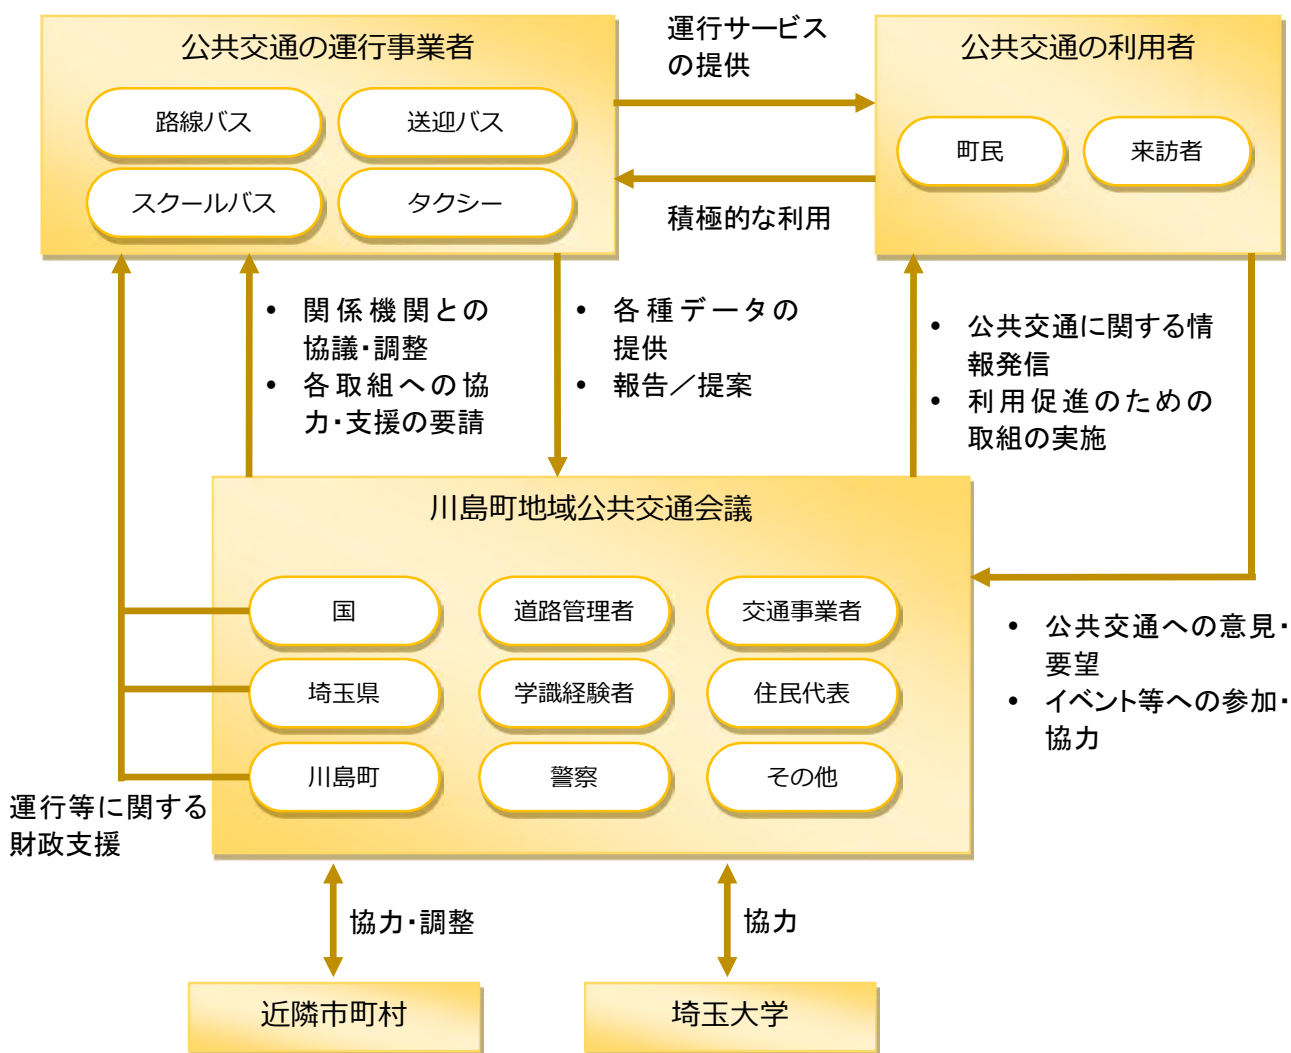 公共交通の運行事業者
路線バス
送迎バス
スクールバス
タクシー
運行サービス
の提供
積極的な利用
公共交通の利用者
町民
来訪者
• 関係機関との
協議・調整
• 各取組への協
力・支援の要請
• 各種データの
提供
• 報告／提案
• 公共交通に関する情
報発信
• 利用促進のための
取組の実施
川島町地域公共交通会議
国
道路管理者
交通事業者
埼玉県
学識経験者
住民代表
川島町
警察
その他
• 公共交通への意見・
要望
• イベント等への参加・
協力
運行等に関する
財政支援
協力・調整
協力
近隣市町村
埼玉大学